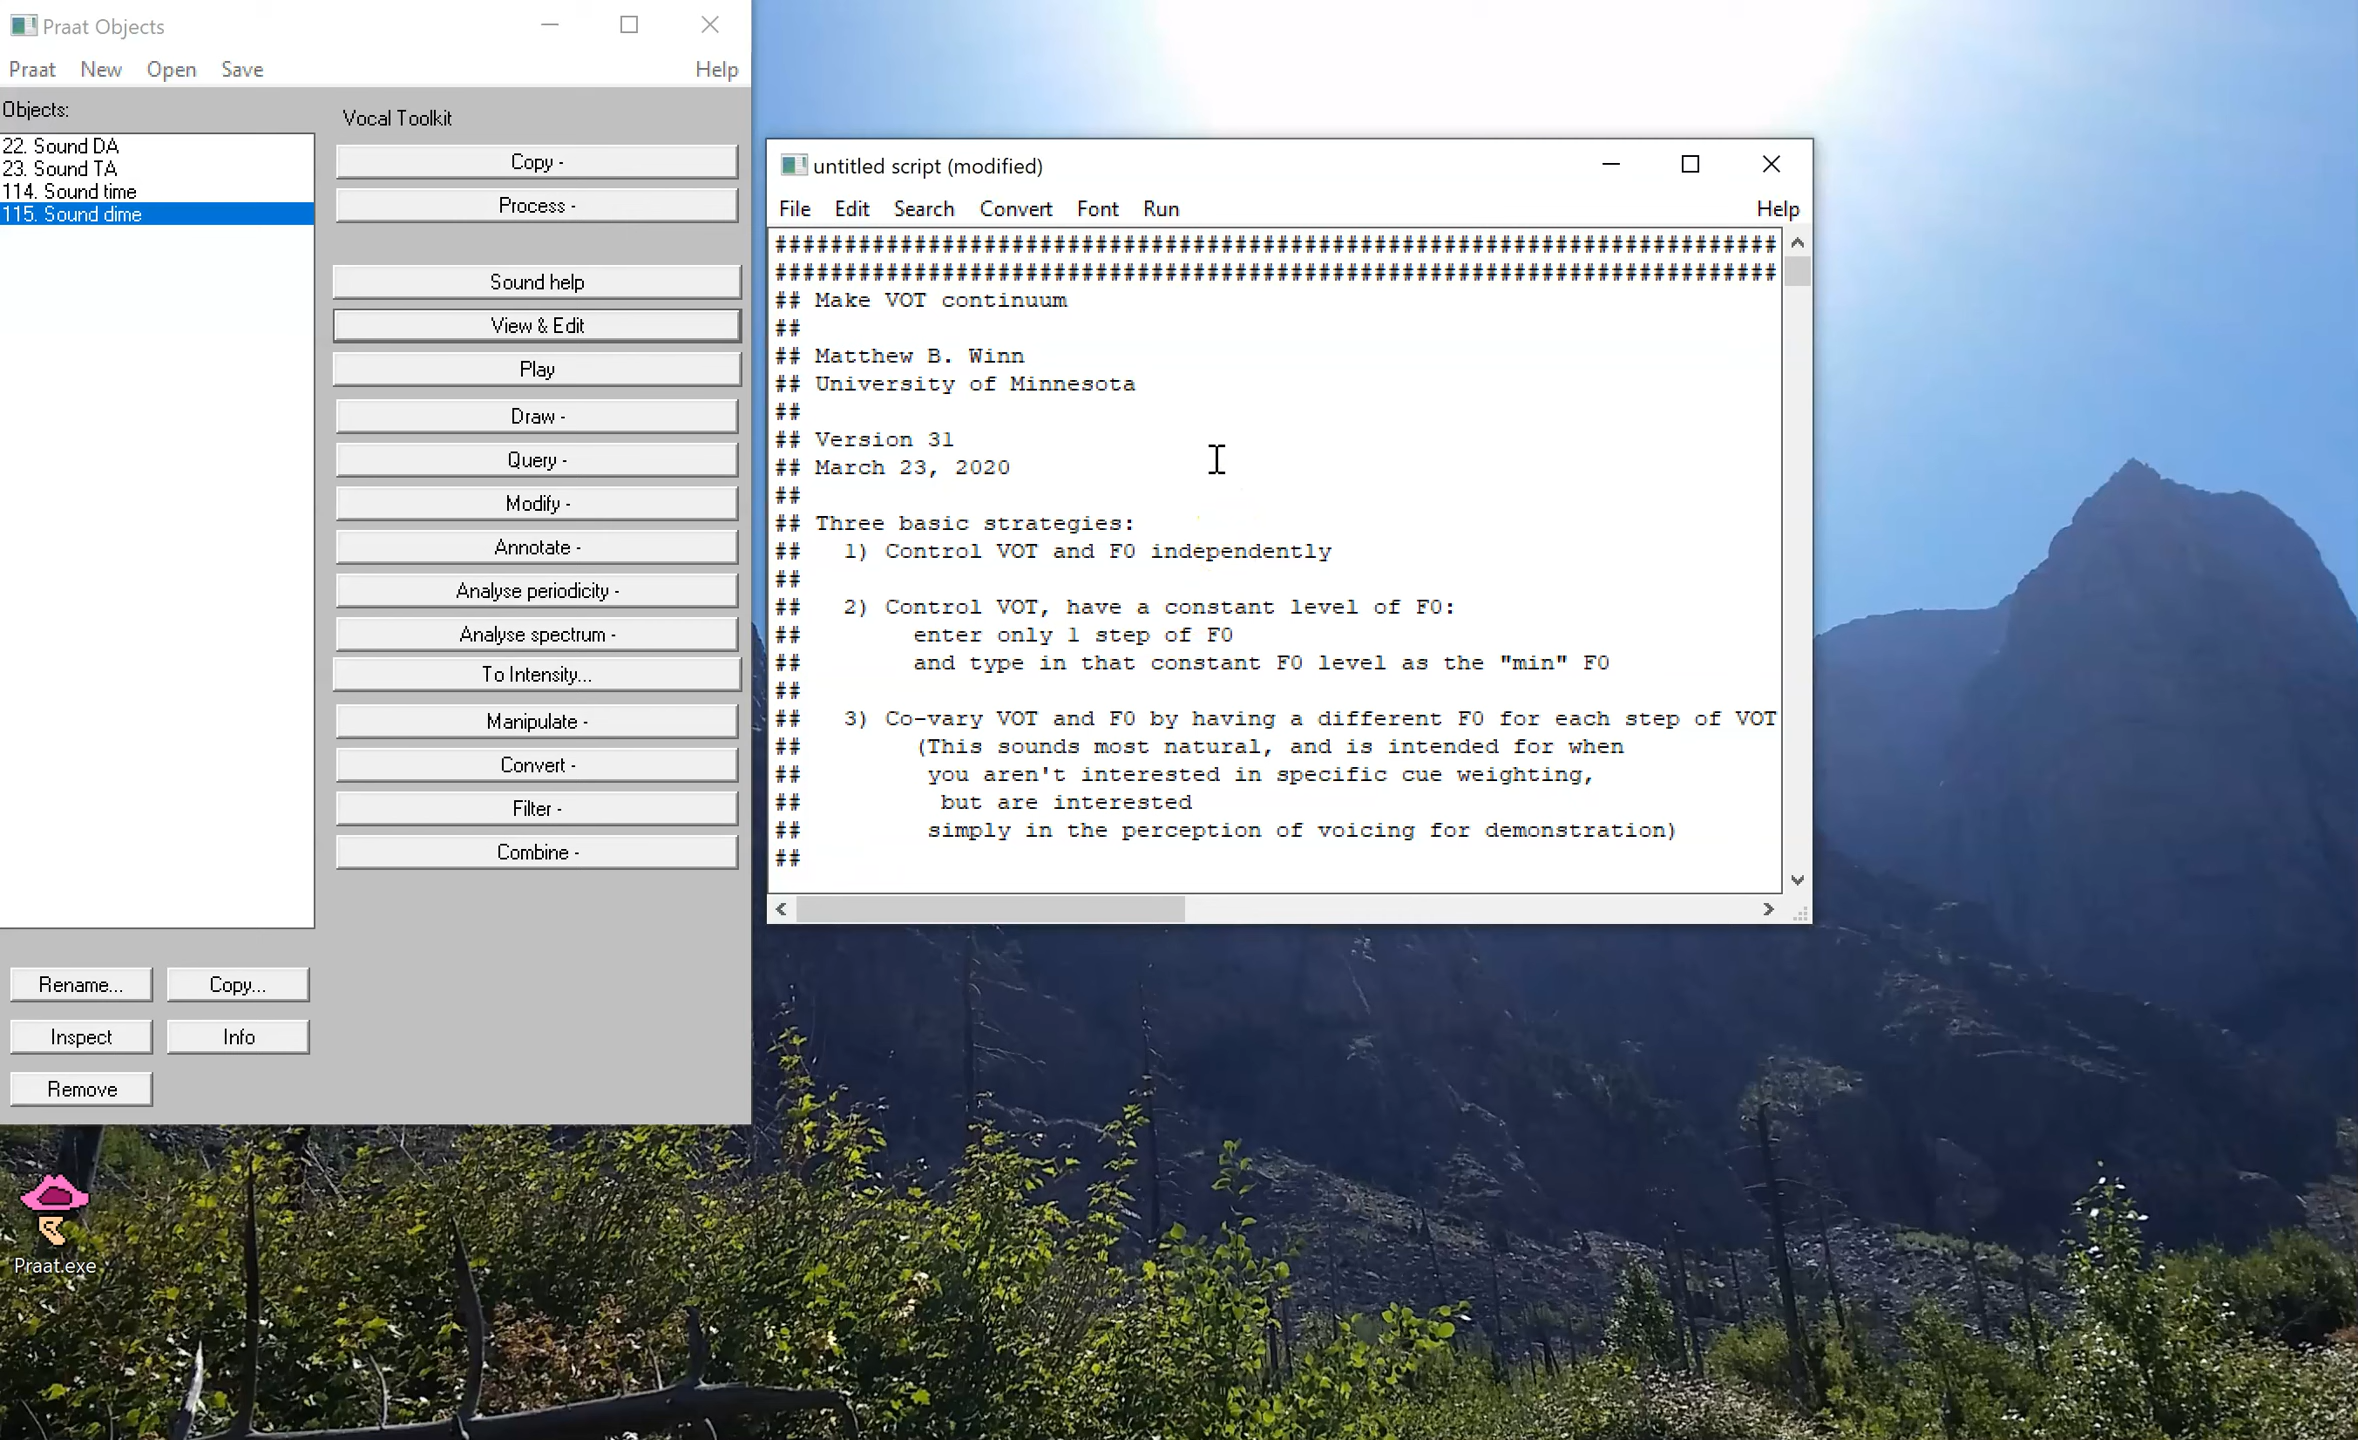 Praat Objects
Praat New Open Save Help
Objects:
22. Sound DA
23. Sound TA
114. Sound time
115. Sound dime
Vocal Toolkit
Copy -
Process -
Sound help
View & Edit
Play
Draw -
Query -
Modify -
Annotate -
Analyse periodicity -
Analyse spectrum -
To Intensity...
Manipulate -
Convert -
Filter -
Combine -
Rename... Copy...
Inspect Info
Remove
Praat.exe
untitled script (modified)
File Edit Search Convert Font Run Help
########################################################################
########################################################################
## Make VOT continuum
##
## Matthew B. Winn
## University of Minnesota
##
## Version 31
## March 23, 2020
##
## Three basic strategies:
## 1) Control VOT and F0 independently
##
## 2) Control VOT, have a constant level of F0:
## enter only 1 step of F0
## and type in that constant F0 level as the "min" F0
##
## 3) Co-vary VOT and F0 by having a different F0 for each step of VOT
## (This sounds most natural, and is intended for when
## you aren't interested in specific cue weighting,
## but are interested
## simply in the perception of voicing for demonstration)
##